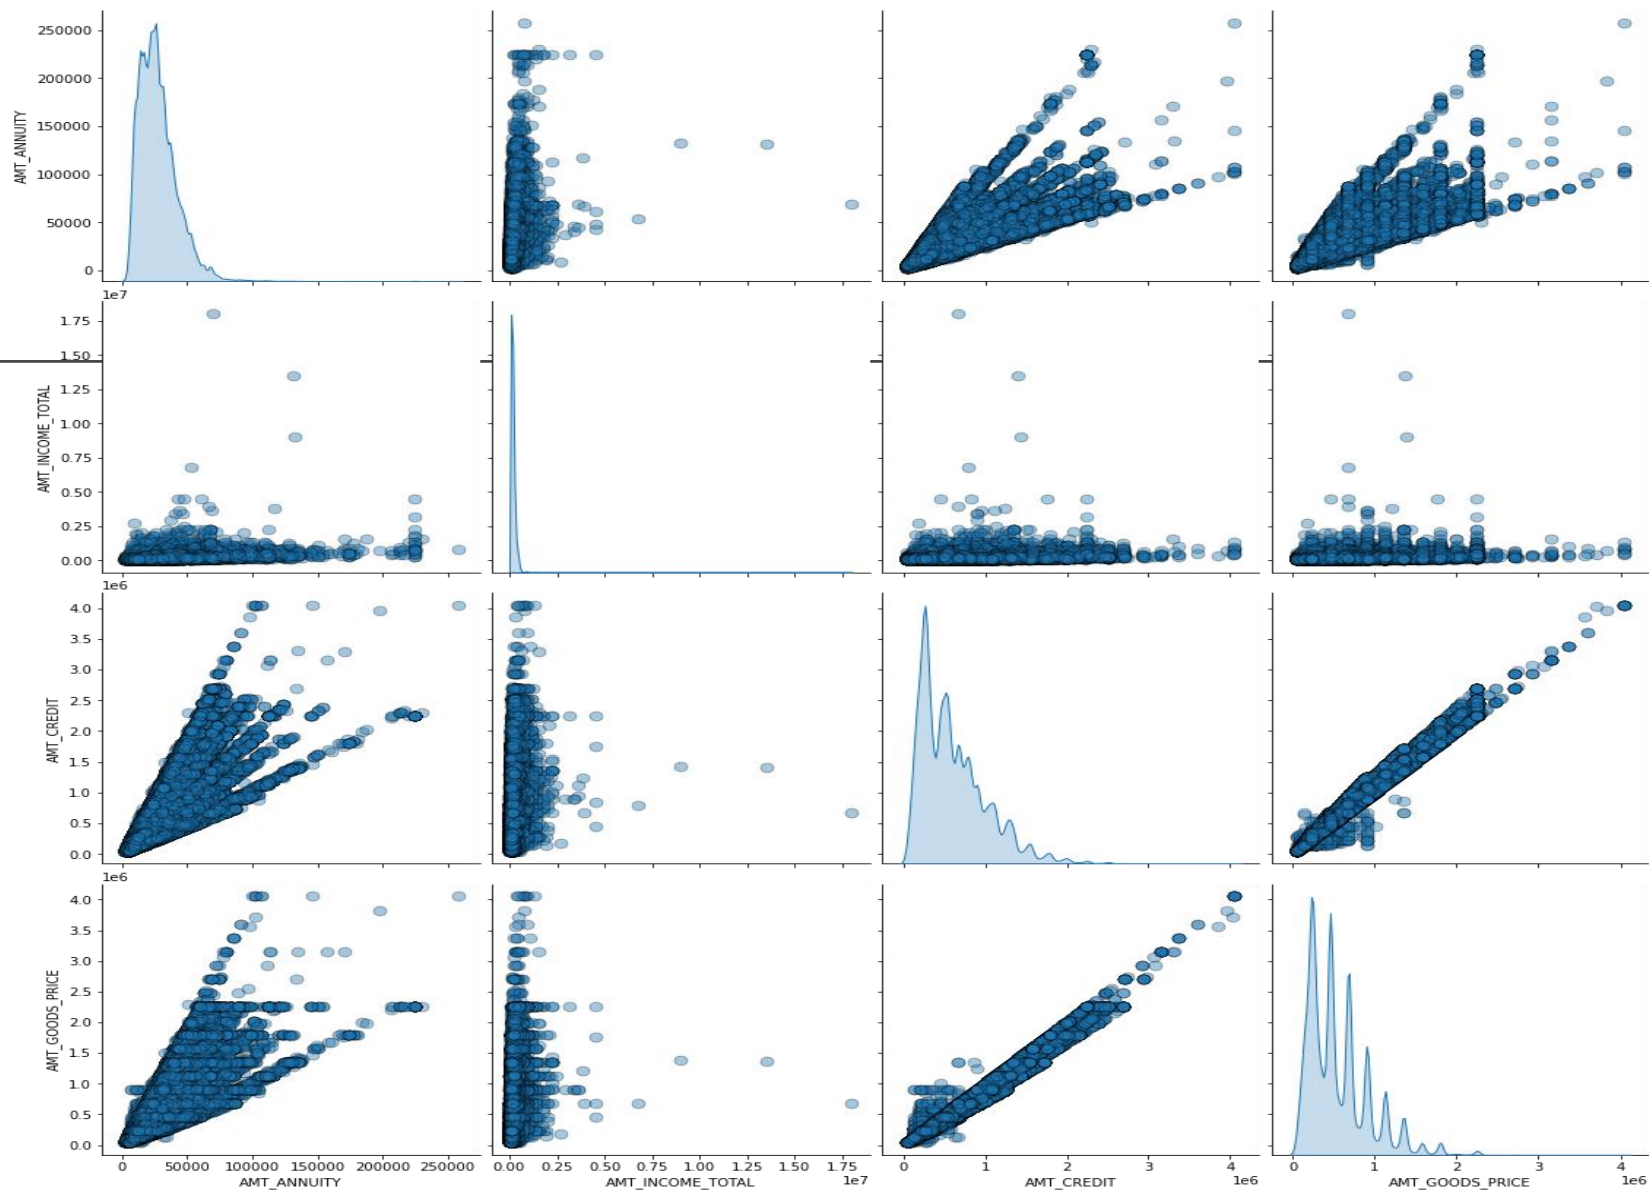 250000
200000
150000
100000
50000
0
AMT_ANNUITY
1e7
1.75
1.50
1.25
1.00
0.75
0.50
0.25
0.00
AMT_INCOME_TOTAL
1e6
4.0
3.5
3.0
2.5
2.0
1.5
1.0
0.5
0.0
AMT_CREDIT
1e6
4.0
3.5
3.0
2.5
2.0
1.5
1.0
0.5
0.0
AMT_GOODS_PRICE
0 50000 100000 150000 200000 250000
AMT_ANNUITY
0.00 0.25 0.50 0.75 1.00 1.25 1.50 1.75
AMT_INCOME_TOTAL 1e7
0 1 2 3 4
AMT_CREDIT 1e6
0 1 2 3 4
AMT_GOODS_PRICE 1e6